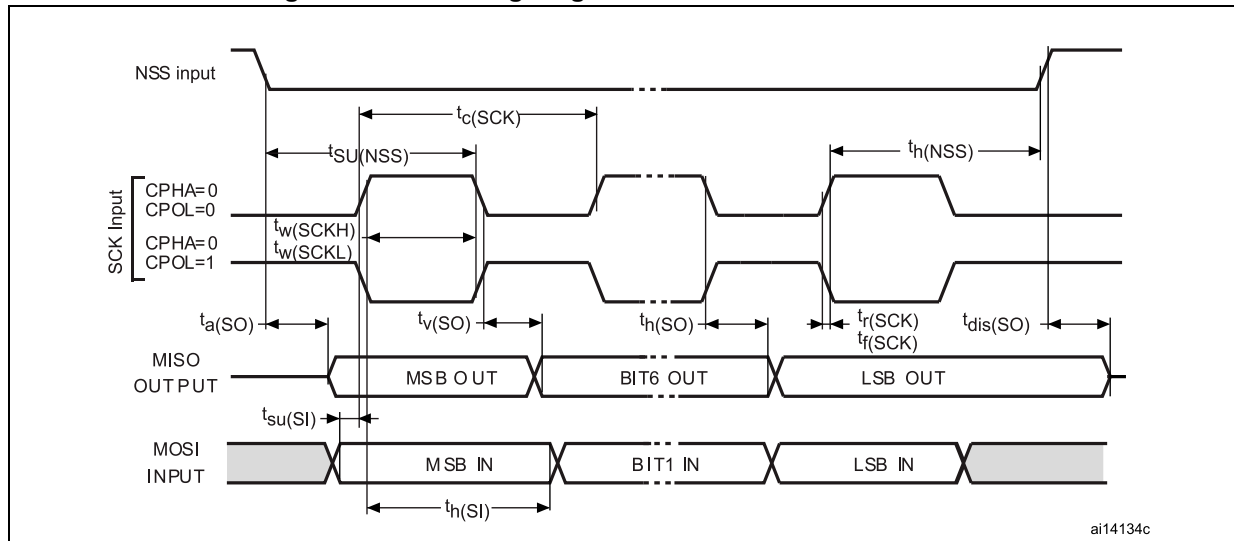 NSS input
tc(SCK)
tSU(NSS)
th(NSS)
SCK Input
CPHA=0
CPOL=0
tw(SCKH)
CPHA=0
tw(SCKL)
CPOL=1
ta(SO)
tv(SO)
th(SO)
tr(SCK)
tf(SCK)
tdis(SO)
MISO
OUTPUT
MSB OUT
BIT6 OUT
LSB OUT
tsu(SI)
MOSI
INPUT
MSB IN
BIT1 IN
LSB IN
th(SI)
ai14134c